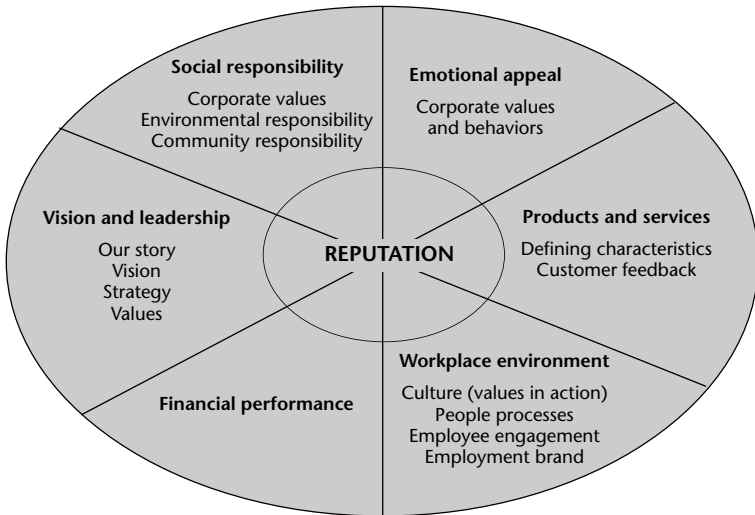 Social responsibility
Corporate values
Environmental responsibility
Community responsibility
Emotional appeal
Corporate values
and behaviors
Vision and leadership
Our story
Vision
Strategy
Values
REPUTATION
Products and services
Defining characteristics
Customer feedback
Financial performance
Workplace environment
Culture (values in action)
People processes
Employee engagement
Employment brand